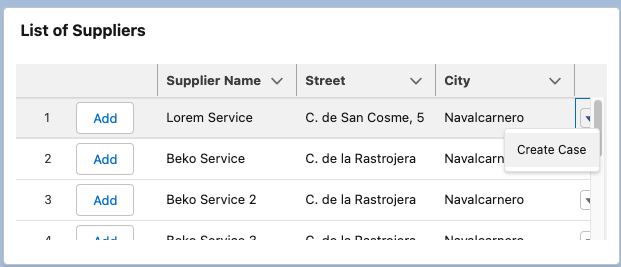 List of Suppliers
Supplier Name Street City
1 Add Lorem Service C. de San Cosme, 5 Navalcarnero
Create Case
2 Add Beko Service C. de la Rastrojera
3 Add Beko Service 2 C. de la Rastrojera Navalcarnero
4 Add Beko Service 3 C. de la Rastrojera Navalcarnero